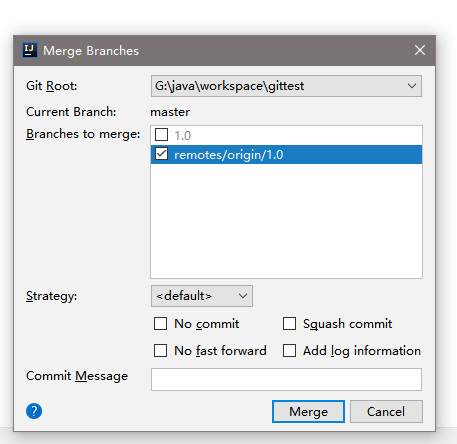 IJ Merge Branches
Git Root: G:\java\workspace\gittest
Current Branch: master
Branches to merge: 1.0
remotes/origin/1.0
Strategy: <default>
No commit Squash commit
No fast forward Add log information
Commit Message
? Merge Cancel